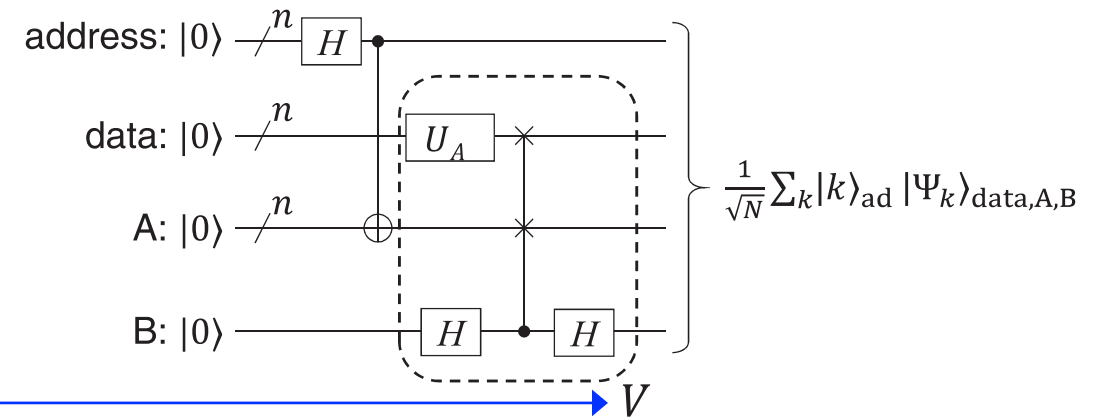 address: |0⟩ n H
data: |0⟩ n U_A
A: |0⟩ n
B: |0⟩ H H
V
1/√N ∑_k|k⟩_ad |Ψ_k⟩_data,A,B